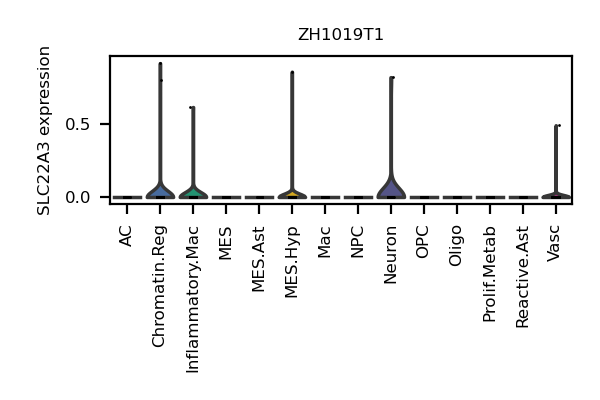 ZH1019T1
SLC22A3 expression
0.5
0.0
AC
Chromatin.Reg
Inflammatory.Mac
MES
MES.Ast
MES.Hyp
Mac
NPC
Neuron
OPC
Oligo
Prolif.Metab
Reactive.Ast
Vasc